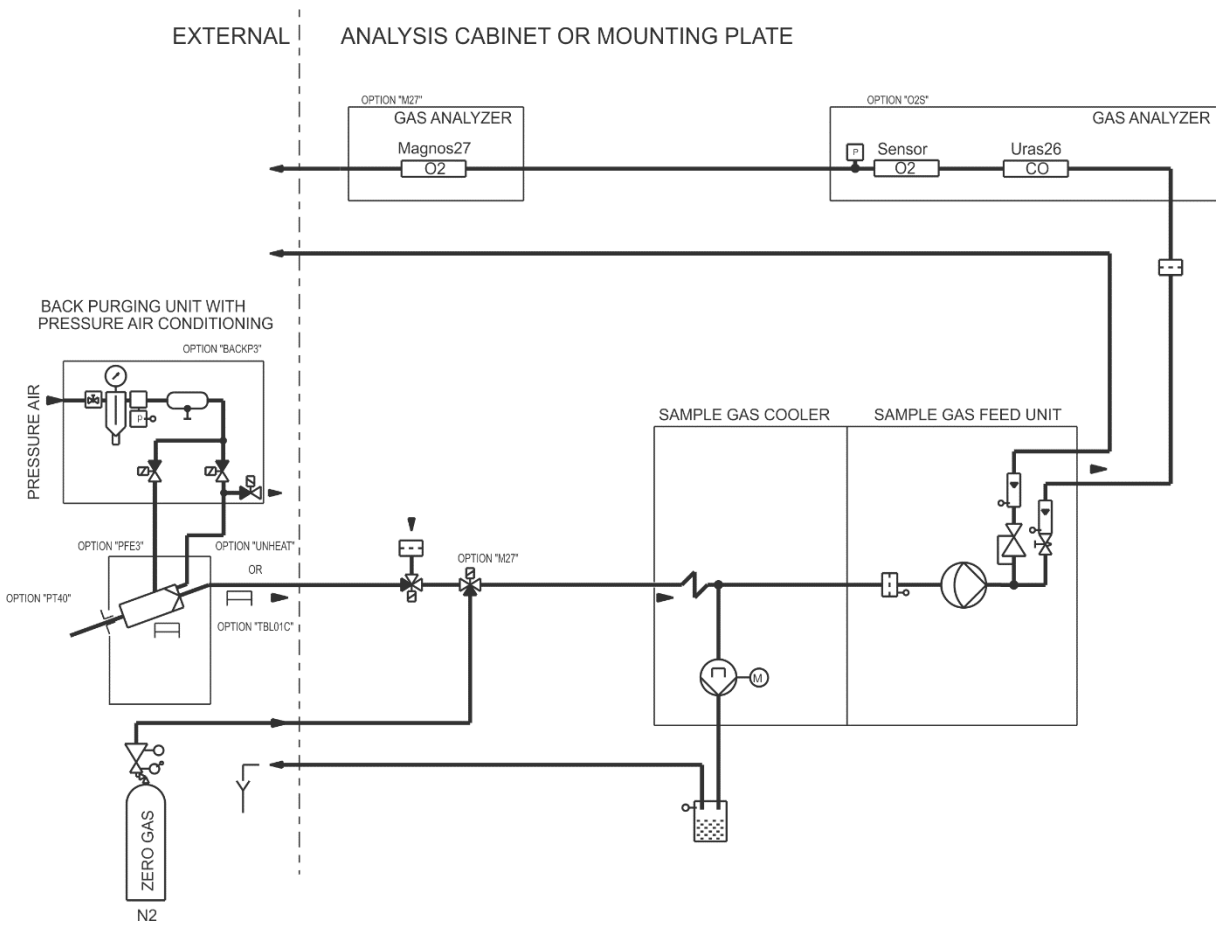 EXTERNAL
ANALYSIS CABINET OR MOUNTING PLATE
OPTION "M27"
GAS ANALYZER
Magnos27
O2
OPTION "O2S"
GAS ANALYZER
P
Sensor
O2
Uras26
CO
BACK PURGING UNIT WITH
PRESSURE AIR CONDITIONING
OPTION "BACKP3"
PRESSURE AIR
P
SAMPLE GAS COOLER
SAMPLE GAS FEED UNIT
OPTION "PFE3"
OPTION "UNHEAT"
OR
OPTION "TBL01C"
OPTION "PT40"
OPTION "M27"
M
ZERO GAS
N2